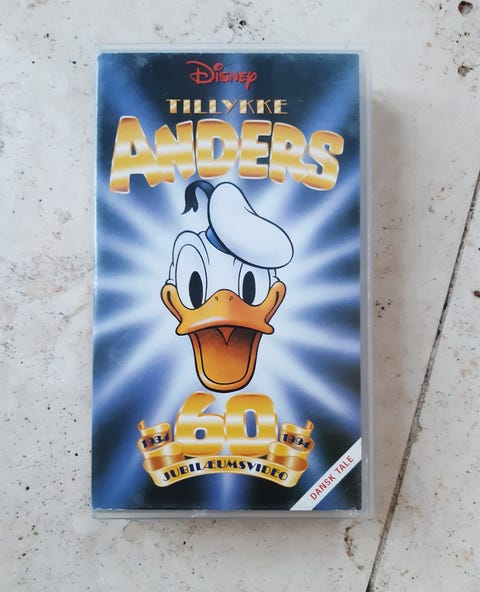 Disney
TILLYKKE
ANDERS
60
1934 1994
JUBILÆUMSVIDEO
DANSK TALE